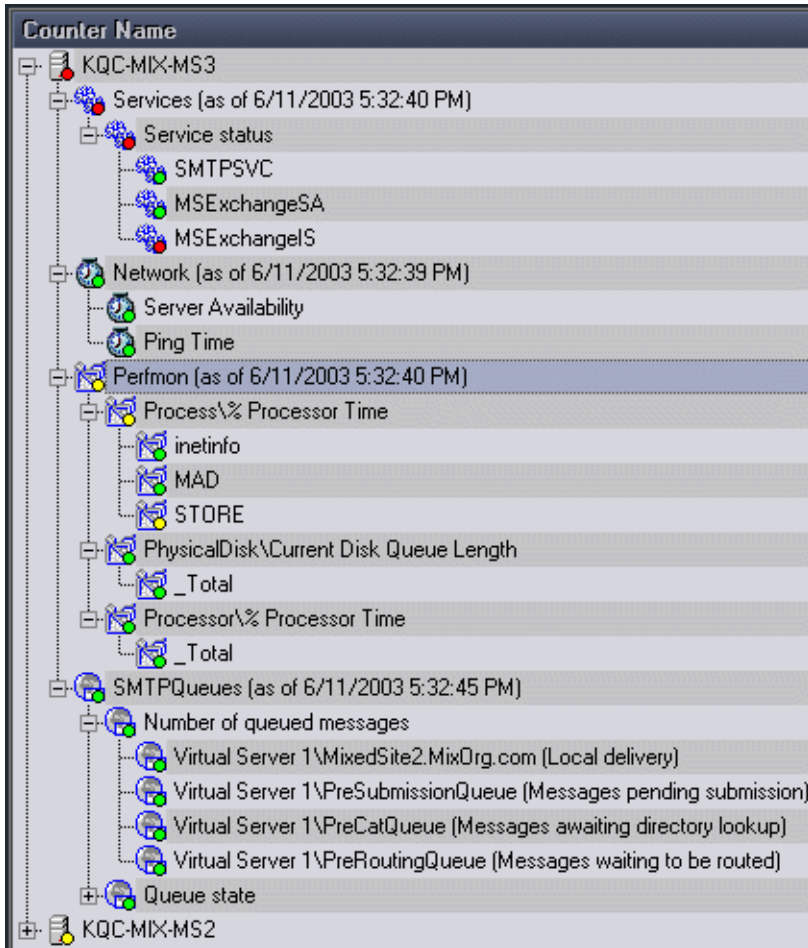 Counter Name
KQC-MIX-MS3
Services (as of 6/11/2003 5:32:40 PM)
Service status
SMTPSVC
MSExchangeSA
MSExchangeIS
Network (as of 6/11/2003 5:32:39 PM)
Server Availability
Ping Time
Perfmon (as of 6/11/2003 5:32:40 PM)
Process\% Processor Time
inetinfo
MAD
STORE
PhysicalDisk\Current Disk Queue Length
_Total
Processor\% Processor Time
_Total
SMTPQueues (as of 6/11/2003 5:32:45 PM)
Number of queued messages
Virtual Server 1\MixedSite2.MixOrg.com (Local delivery)
Virtual Server 1\PreSubmissionQueue (Messages pending submission)
Virtual Server 1\PreCatQueue (Messages awaiting directory lookup)
Virtual Server 1\PreRoutingQueue (Messages waiting to be routed)
Queue state
KQC-MIX-MS2